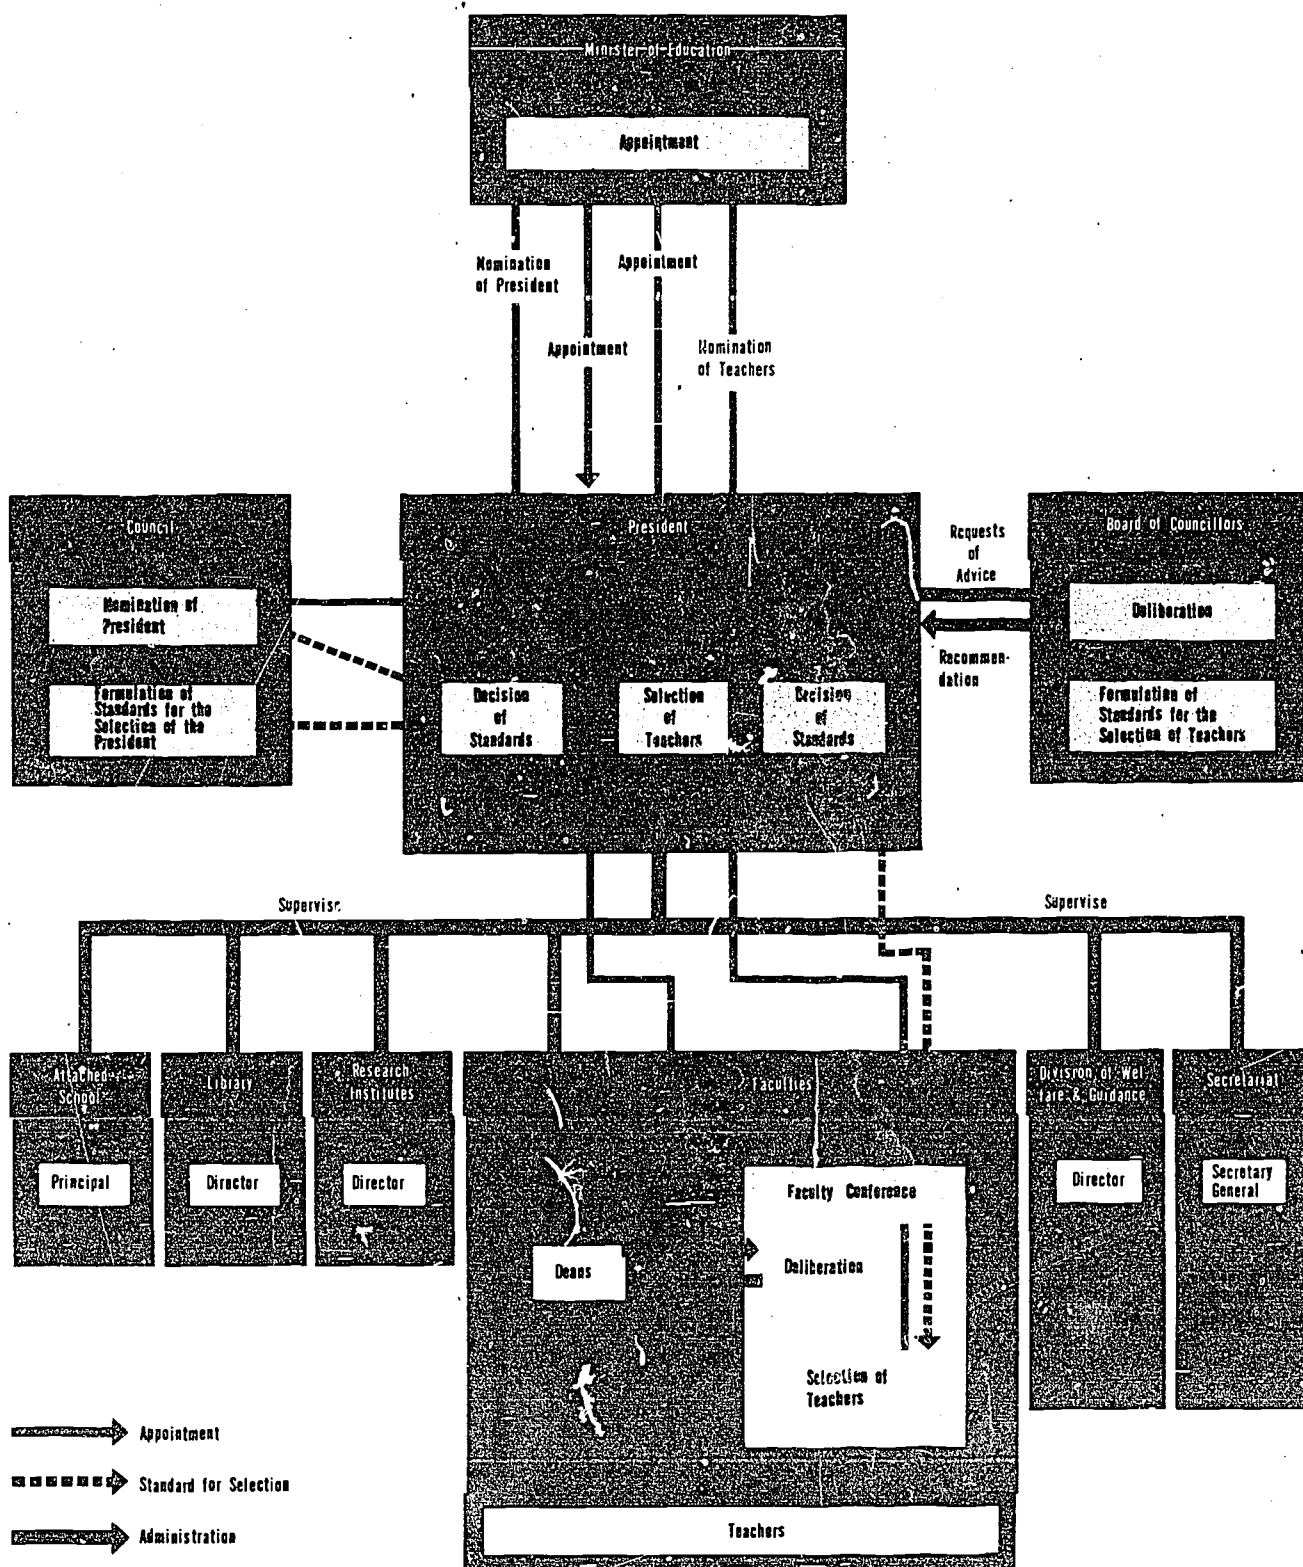 Minister of Education
Appointment
Nomination
of President
Appointment
Appointment
Nomination
of Teachers
Council
Nomination of
President
Formulation of
Standards for the
Selection of the
President
President
Decision
of
Standards
Selection
of
Teachers
Decision
of
Standards
Requests
of
Advice
Recommen-
dation
Board of Councillors
Deliberation
Formulation of
Standards for the
Selection of Teachers
Supervise
Supervise
Attached
School
Principal
Library
Director
Research
Institutes
Director
Faculties
Deans
Faculty Conference
Deliberation
Selection of
Teachers
Teachers
Division of Wel-
fare & Guidance
Director
Secretariat
Secretary
General
Appointment
Standard for Selection
Administration